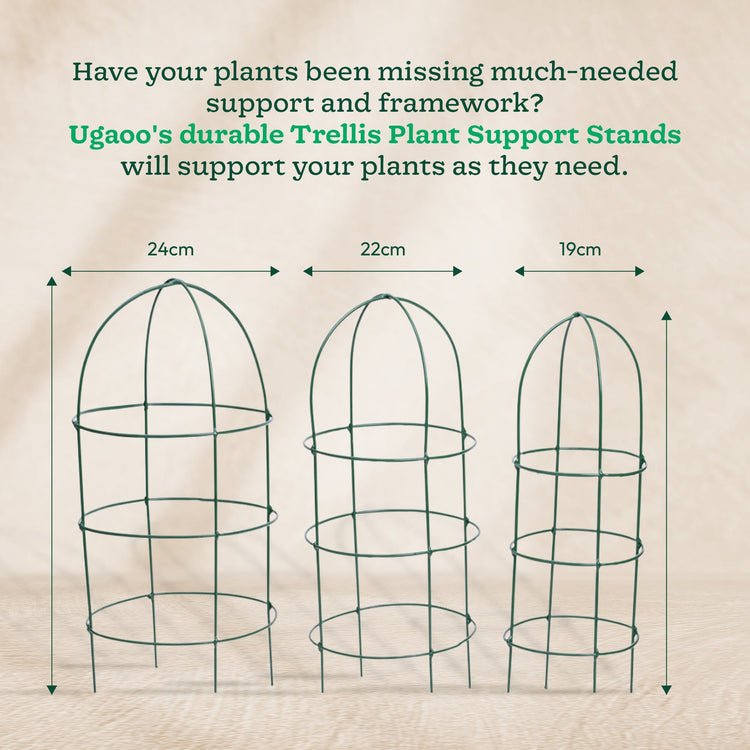 Have your plants been missing much-needed
support and framework?
Ugaoo's durable Trellis Plant Support Stands
will support your plants as they need.
24cm
22cm
19cm